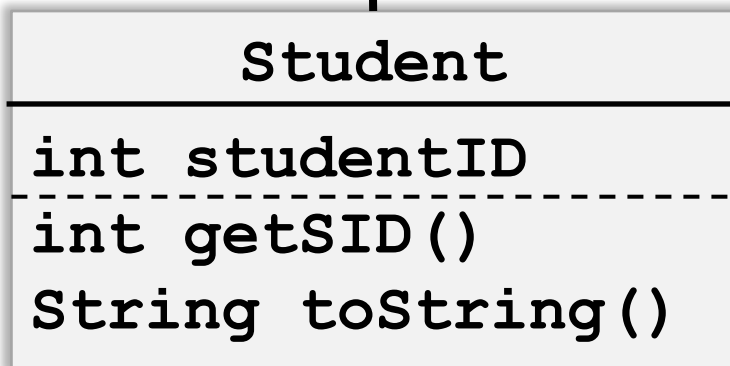 Student
int studentID
int getSID()
String toString()